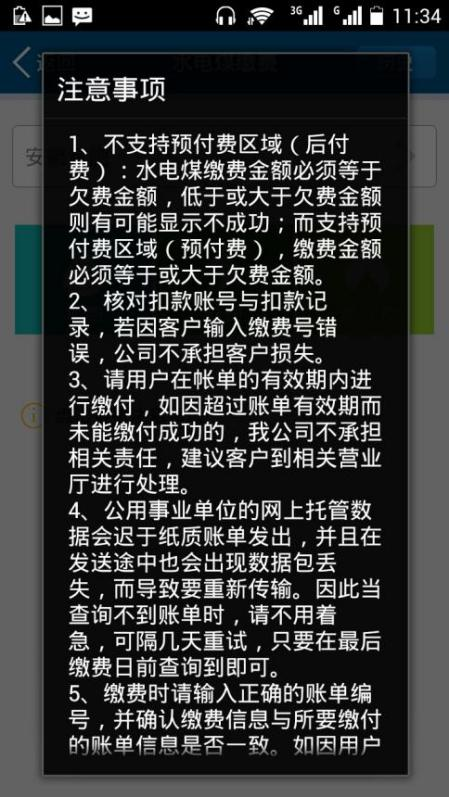 3G G 11:34
返回 水电煤缴费
注意事项
1、不支持预付费区域（后付
费）：水电煤缴费金额必须等于
欠费金额，低于或大于欠费金额
则有可能显示不成功；而支持预
付费区域（预付费），缴费金额
必须等于或大于欠费金额。
2、核对扣款账号与扣款记
录，若因客户输入缴费号错
误，公司不承担客户损失。
3、请用户在帐单的有效期内进
行缴付，如因超过账单有效期而
未能缴付成功的，我公司不承担
相关责任，建议客户到相关营业
厅进行处理。
4、公用事业单位的网上托管数
据会迟于纸质账单发出，并且在
发送途中也会出现数据包丢
失，而导致要重新传输。因此当
查询不到账单时，请不用着
急，可隔几天重试，只要在最后
缴费日前查询到即可。
5、缴费时请输入正确的账单编
号，并确认缴费信息与所要缴付
的账单信息是否一致。如因用户